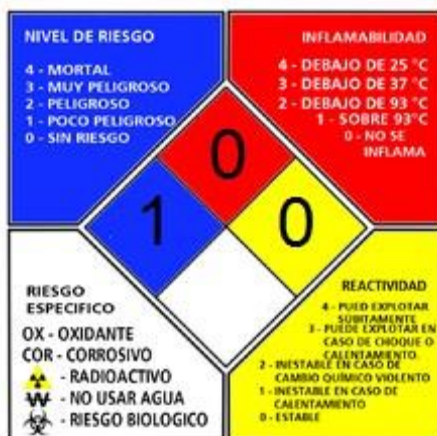 NIVEL DE RIESGO
4 - MORTAL
3 - MUY PELIGROSO
2 - PELIGROSO
1 - POCO PELIGROSO
0 - SIN RIESGO
INFLAMABILIDAD
4 - DEBAJO DE 25 °C
3 - DEBAJO DE 37 °C
2 - DEBAJO DE 93 °C
1 - SOBRE 93°C
0 - NO SE
INFLAMA
0
1
0
RIESGO
ESPECIFICO
OX - OXIDANTE
COR - CORROSIVO
- RADIOACTIVO
W - NO USAR AGUA
- RIESGO BIOLOGICO
REACTIVIDAD
4 - PUED EXPLOTAR
SÚBITAMENTE
3 - PUEDE EXPLOTAR EN
CASO DE CHOQUE O
CALENTAMIENTO.
2 - INESTABLE EN CASO DE
CAMBIO QUÍMICO VIOLENTO
1 - INESTABLE EN CASO DE
CALENTAMIENTO
0 - ESTABLE